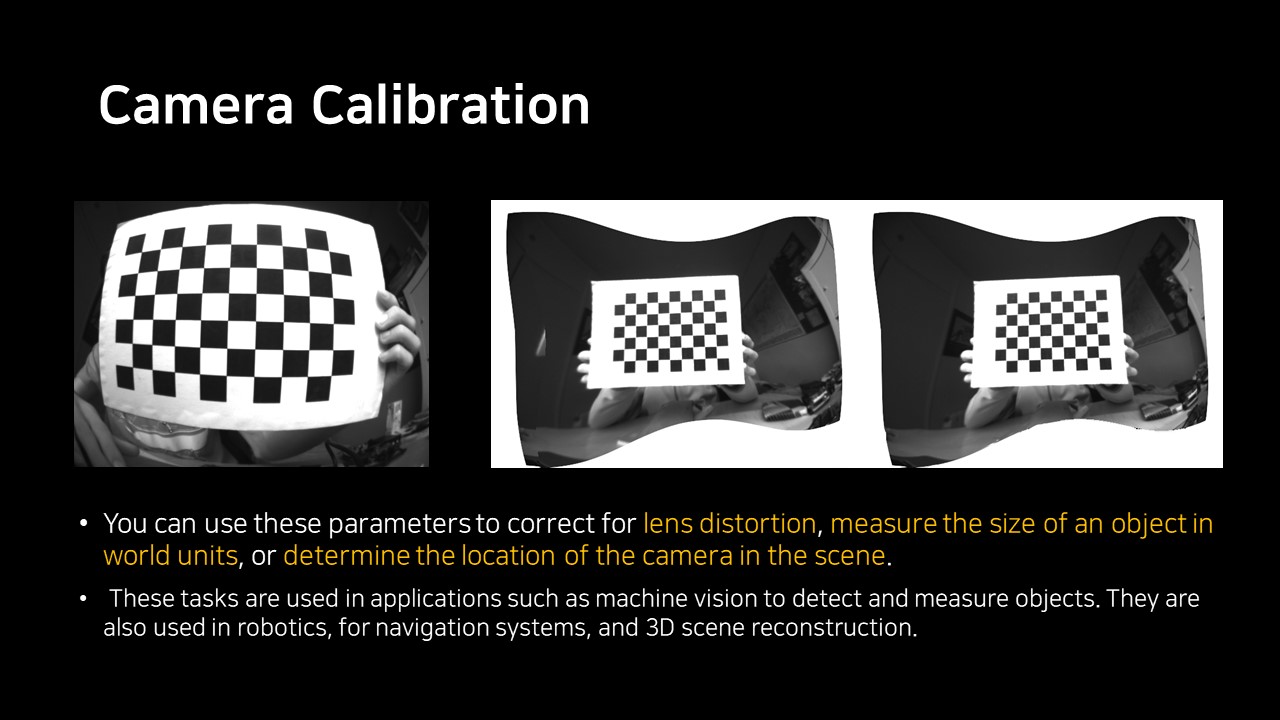 Camera Calibration
• You can use these parameters to correct for lens distortion, measure the size of an object in
world units, or determine the location of the camera in the scene.
• These tasks are used in applications such as machine vision to detect and measure objects. They are
also used in robotics, for navigation systems, and 3D scene reconstruction.